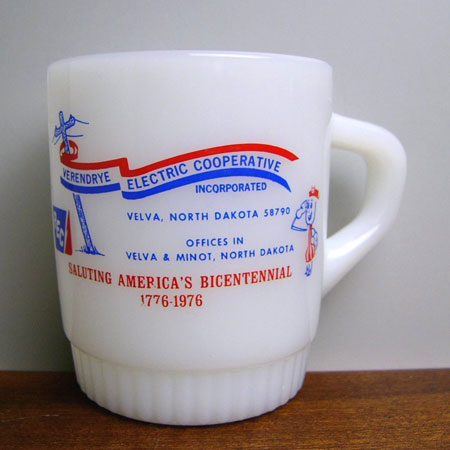 VERENDRYE ELECTRIC COOPERATIVE
INCORPORATED
VELVA, NORTH DAKOTA 58790
OFFICES IN
VELVA & MINOT, NORTH DAKOTA
SALUTING AMERICA'S BICENTENNIAL
1776-1976